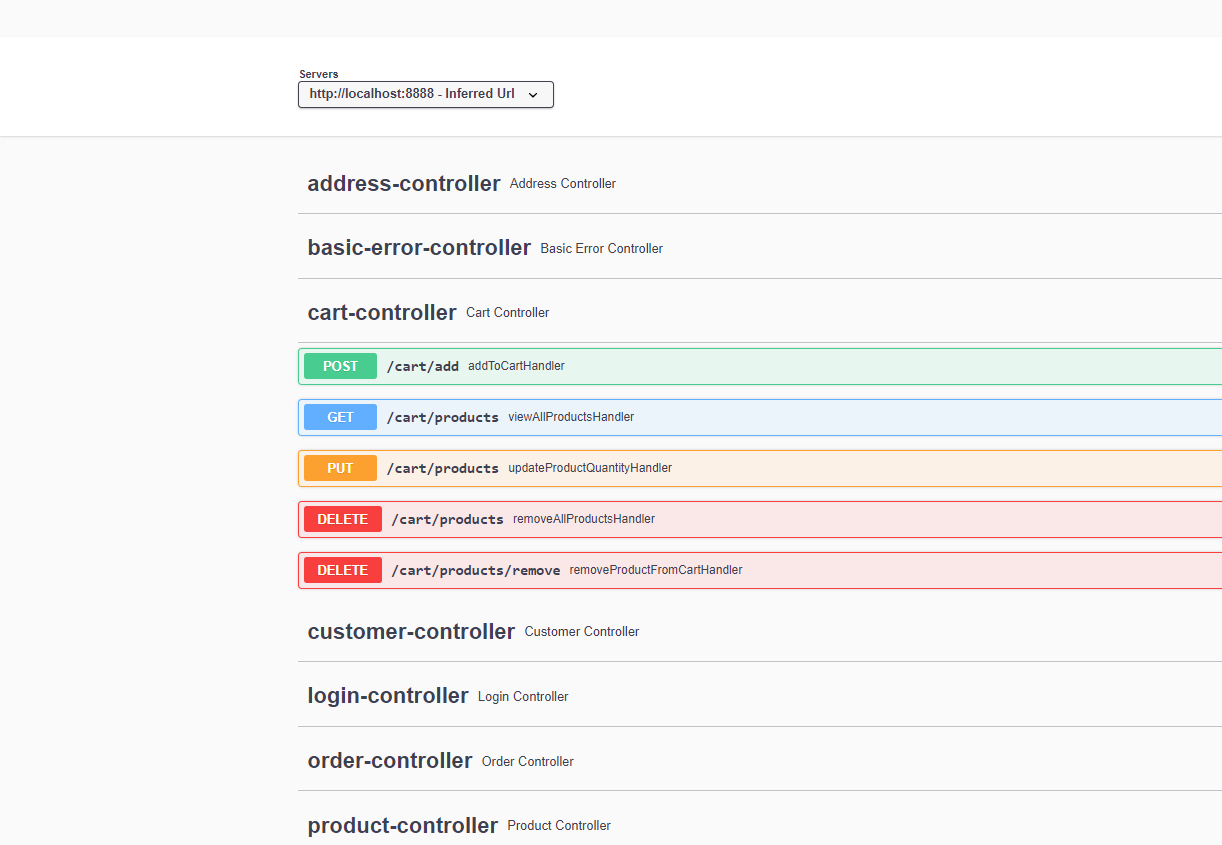 Servers
http://localhost:8888 - Inferred Url
address-controller Address Controller
basic-error-controller Basic Error Controller
cart-controller Cart Controller
POST /cart/add addToCartHandler
GET /cart/products viewAllProductsHandler
PUT /cart/products updateProductQuantityHandler
DELETE /cart/products removeAllProductsHandler
DELETE /cart/products/remove removeProductFromCartHandler
customer-controller Customer Controller
login-controller Login Controller
order-controller Order Controller
product-controller Product Controller